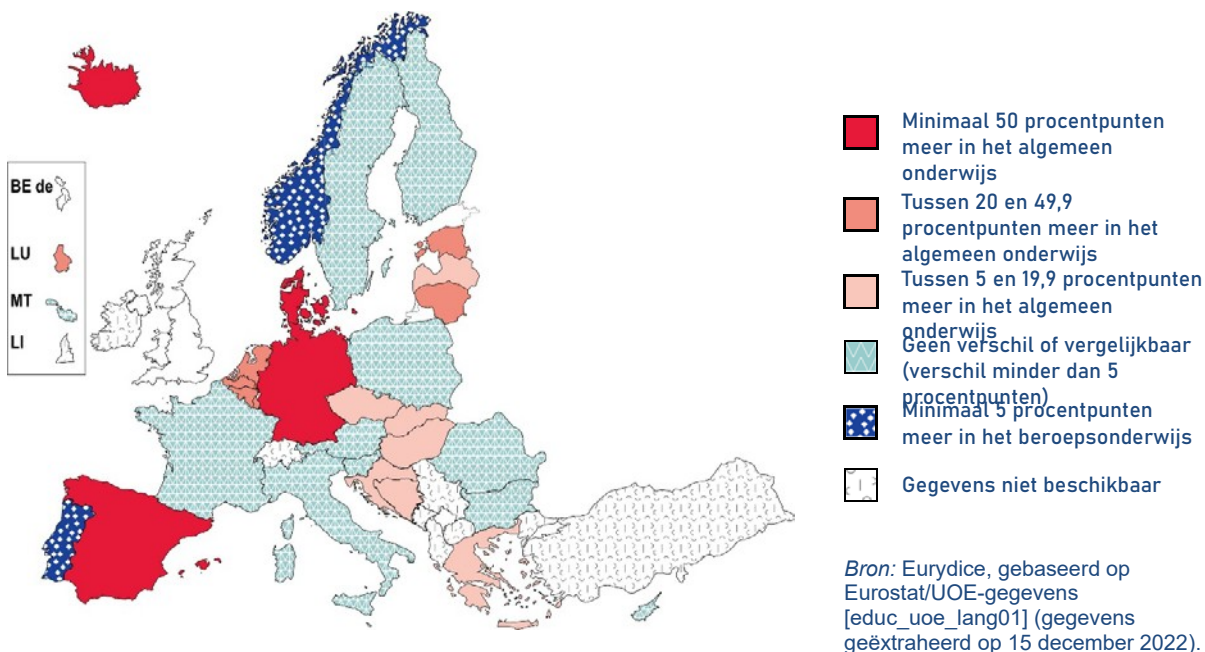 BE de
LU
MT
LI
Minimaal 50 procentpunten
meer in het algemeen
onderwijs
Tussen 20 en 49,9
procentpunten meer in het
algemeen onderwijs
Tussen 5 en 19,9 procentpunten
meer in het algemeen
onderwijs
Geen verschil of vergelijkbaar
(verschil minder dan 5
procentpunten)
Minimaal 5 procentpunten
meer in het beroepsonderwijs
Gegevens niet beschikbaar
Bron: Eurydice, gebaseerd op
Eurostat/UOE-gegevens
[educ_uoe_lang01] (gegevens
geëxtraheerd op 15 december 2022).